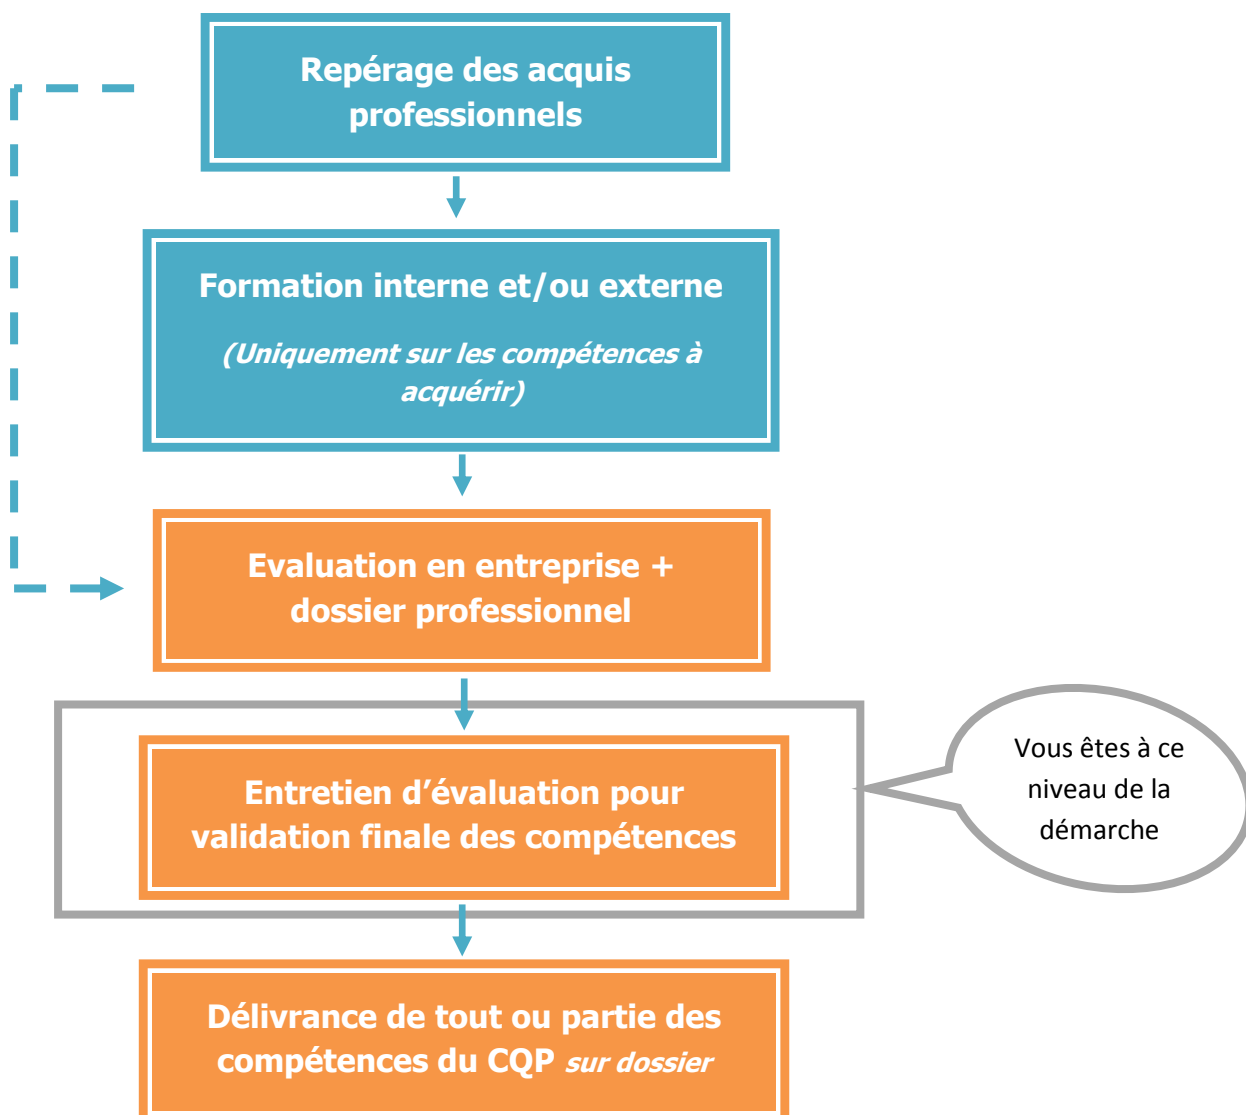 Repérage des acquis
professionnels
Formation interne et/ou externe
(Uniquement sur les compétences à
acquérir)
Evaluation en entreprise +
dossier professionnel
Entretien d’évaluation pour
validation finale des compétences
Vous êtes à ce
niveau de la
démarche
Délivrance de tout ou partie des
compétences du CQP sur dossier